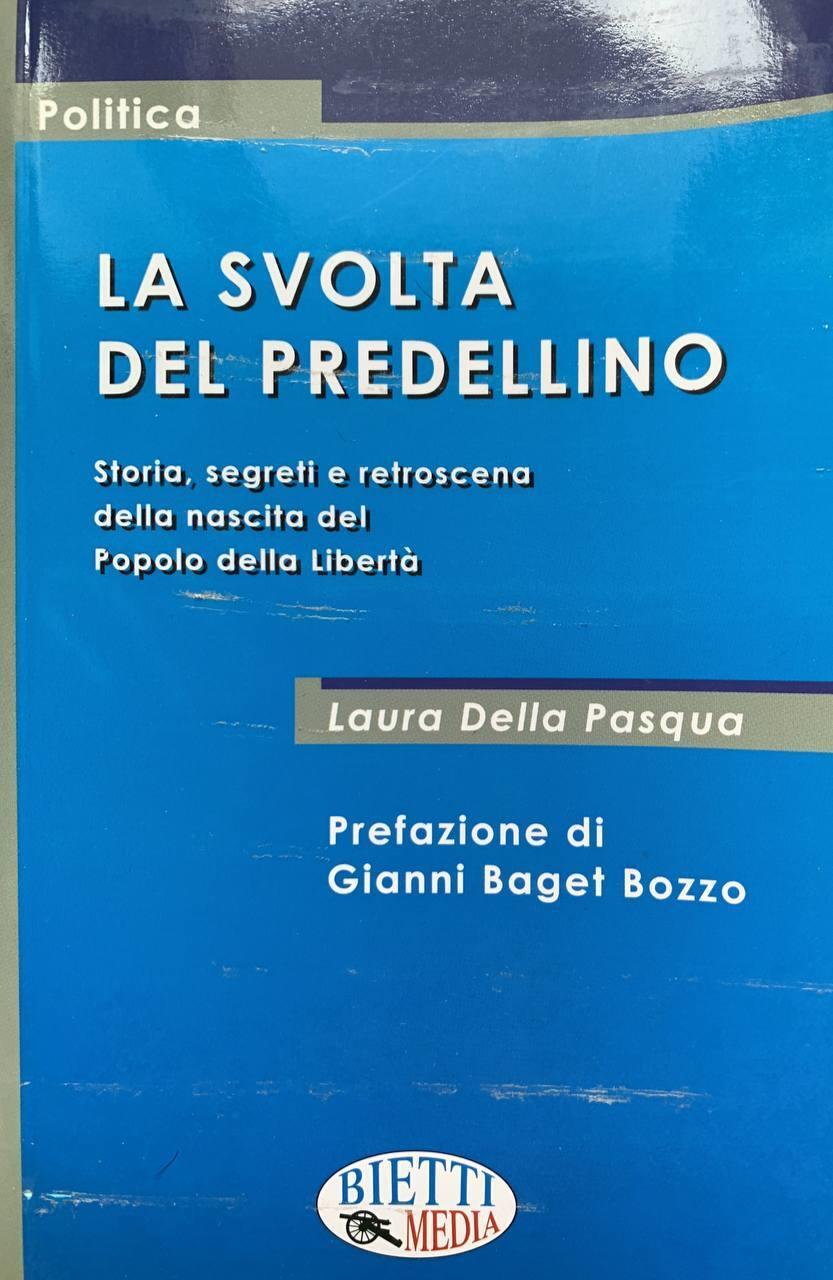 Politica
LA SVOLTA
DEL PREDELLINO
Storia, segreti e retroscena
della nascita del
Popolo della Libertà
Laura Della Pasqua
Prefazione di
Gianni Baget Bozzo
BIETTI
MEDIA